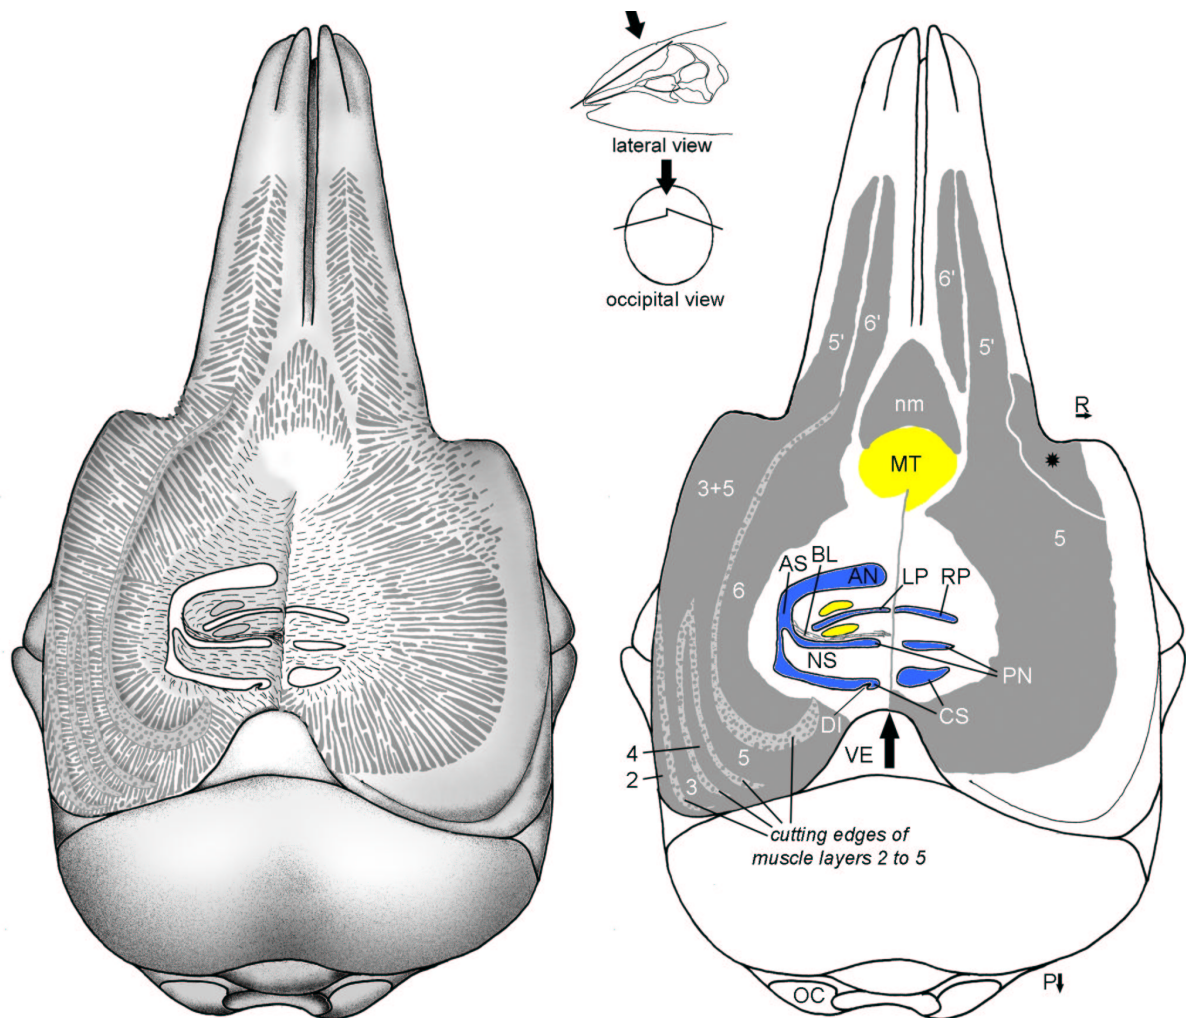 lateral view
occipital view
6'
5'
6'
5'
nm
R
MT
3+5
5
AS
BL
AN
LP
RP
6
NS
PN
DI
CS
4
VE
5
2
3
cutting edges of
muscle layers 2 to 5
OC
P